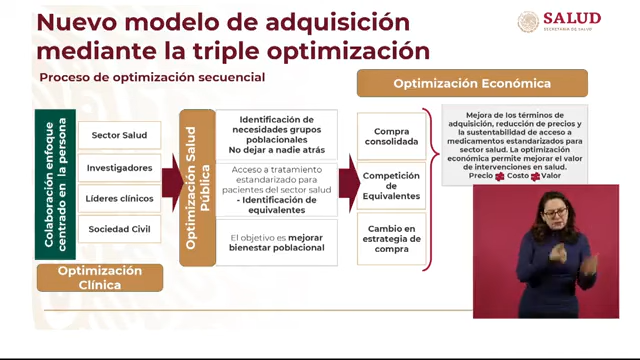 Nuevo modelo de adquisición
mediante la triple optimización
SALUD
SECRETARÍA DE SALUD
Proceso de optimización secuencial
Optimización Económica
Colaboración enfoque
centrado en la persona
Sector Salud
Investigadores
Líderes clínicos
Sociedad Civil
Optimización
Clínica
Optimización Salud
Pública
Identificación de
necesidades grupos
poblacionales
No dejar a nadie atrás
Acceso a tratamiento
estandarizado para
pacientes del sector salud
- Identificación de
equivalentes
El objetivo es mejorar
bienestar poblacional
Compra
consolidada
Competición
de
Equivalentes
Cambio en
estrategia de
compra
Mejora de los términos de
adquisición, reducción de precios y
la sustentabilidad de acceso a
medicamentos estandarizados para
sector salud. La optimización
económica permite mejorar el valor
de intervenciones en salud.
Precio ≠ Costo ≠ Valor